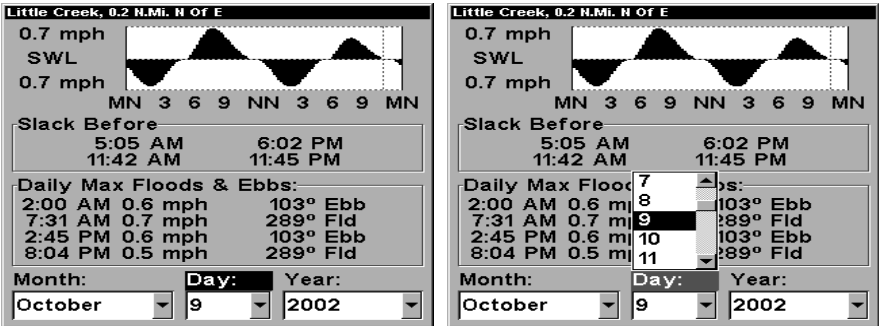 Little Creek, 0.2 N.Mi. N Of E
0.7 mph
SWL
0.7 mph
MN 3 6 9 NN 3 6 9 MN
Slack Before
5:05 AM 6:02 PM
11:42 AM 11:45 PM
Daily Max Floods & Ebbs:
2:00 AM 0.6 mph 103º Ebb
7:31 AM 0.7 mph 289º Fld
2:45 PM 0.6 mph 103º Ebb
8:04 PM 0.5 mph 289º Fld
Month: Day: Year:
October 9 2002
Little Creek, 0.2 N.Mi. N Of E
0.7 mph
SWL
0.7 mph
MN 3 6 9 NN 3 6 9 MN
Slack Before
5:05 AM 6:02 PM
11:42 AM 11:45 PM
7
Daily Max Floo bs:
8
2:00 AM 0.6 m 103º Ebb
9
7:31 AM 0.7 m 289º Fld
10
2:45 PM 0.6 m 103º Ebb
11
8:04 PM 0.5 m 289º Fld
Month: Day: Year:
October 9 2002